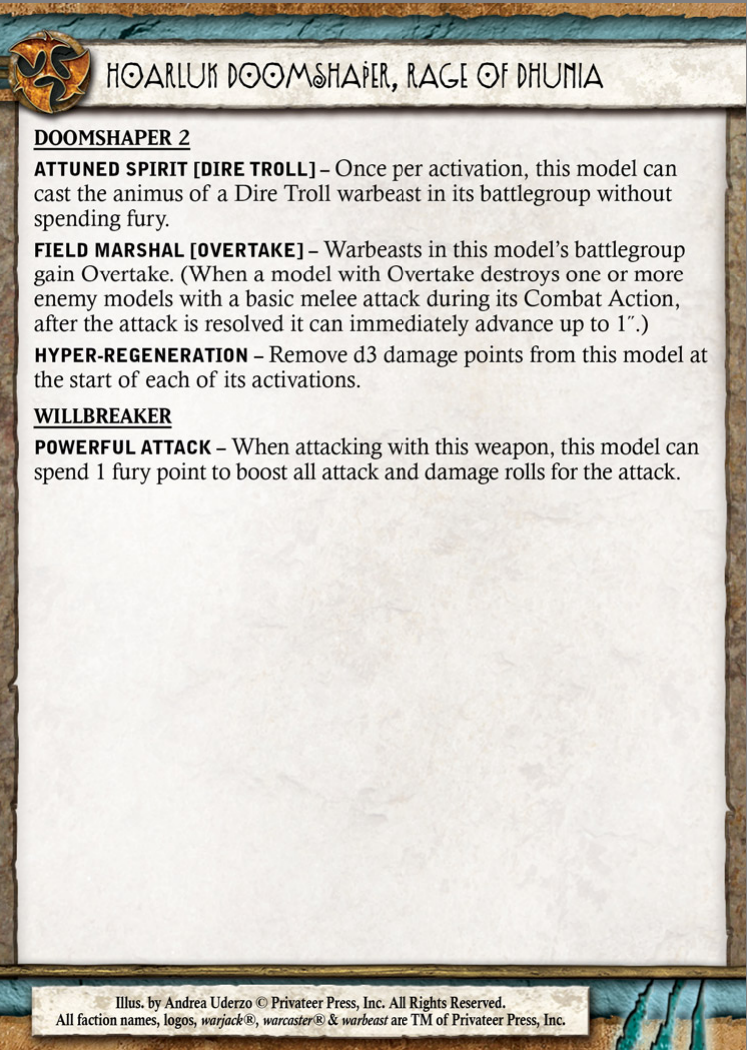 HOARLUK DOOMSHAPER, RAGE OF DHUNIA
DOOMSHAPER 2
ATTUNED SPIRIT [DIRE TROLL] – Once per activation, this model can
cast the animus of a Dire Troll warbeast in its battlegroup without
spending fury.
FIELD MARSHAL [OVERTAKE] – Warbeasts in this model's battlegroup
gain Overtake. (When a model with Overtake destroys one or more
enemy models with a basic melee attack during its Combat Action,
after the attack is resolved it can immediately advance up to 1˝.)
HYPER-REGENERATION – Remove d3 damage points from this model at
the start of each of its activations.
WILLBREAKER
POWERFUL ATTACK – When attacking with this weapon, this model can
spend 1 fury point to boost all attack and damage rolls for the attack.
Illus. by Andrea Uderzo © Privateer Press, Inc. All Rights Reserved.
All faction names, logos, warjack®, warcaster® & warbeast are TM of Privateer Press, Inc.